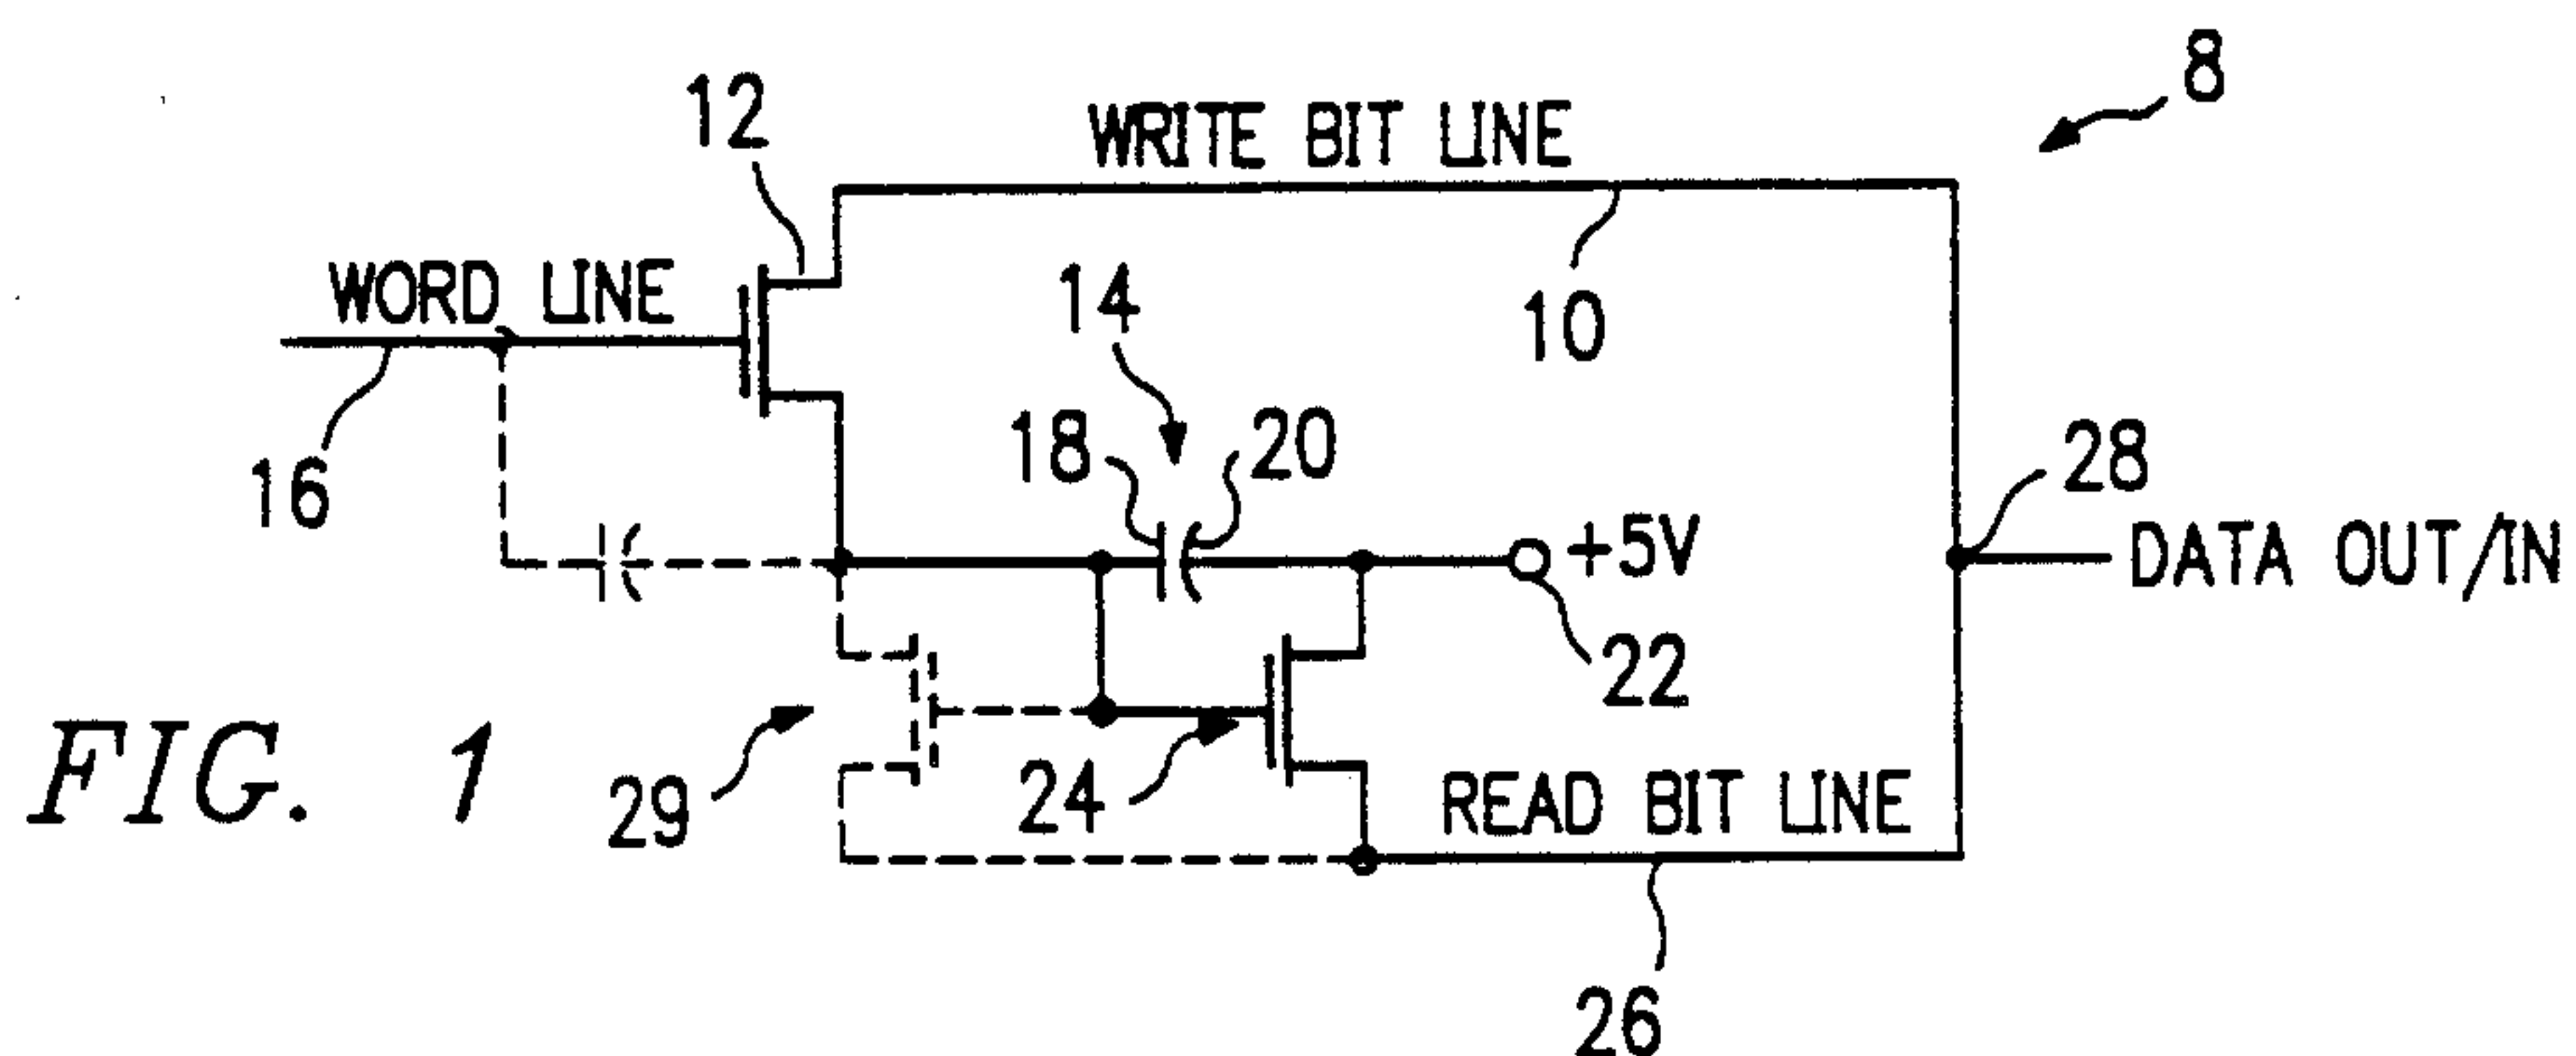 8
12
WRITE BIT LINE
WORD LINE
14
10
16
18
20
28
+5V
DATA OUT/IN
22
FIG. 1
29
24
READ BIT LINE
26